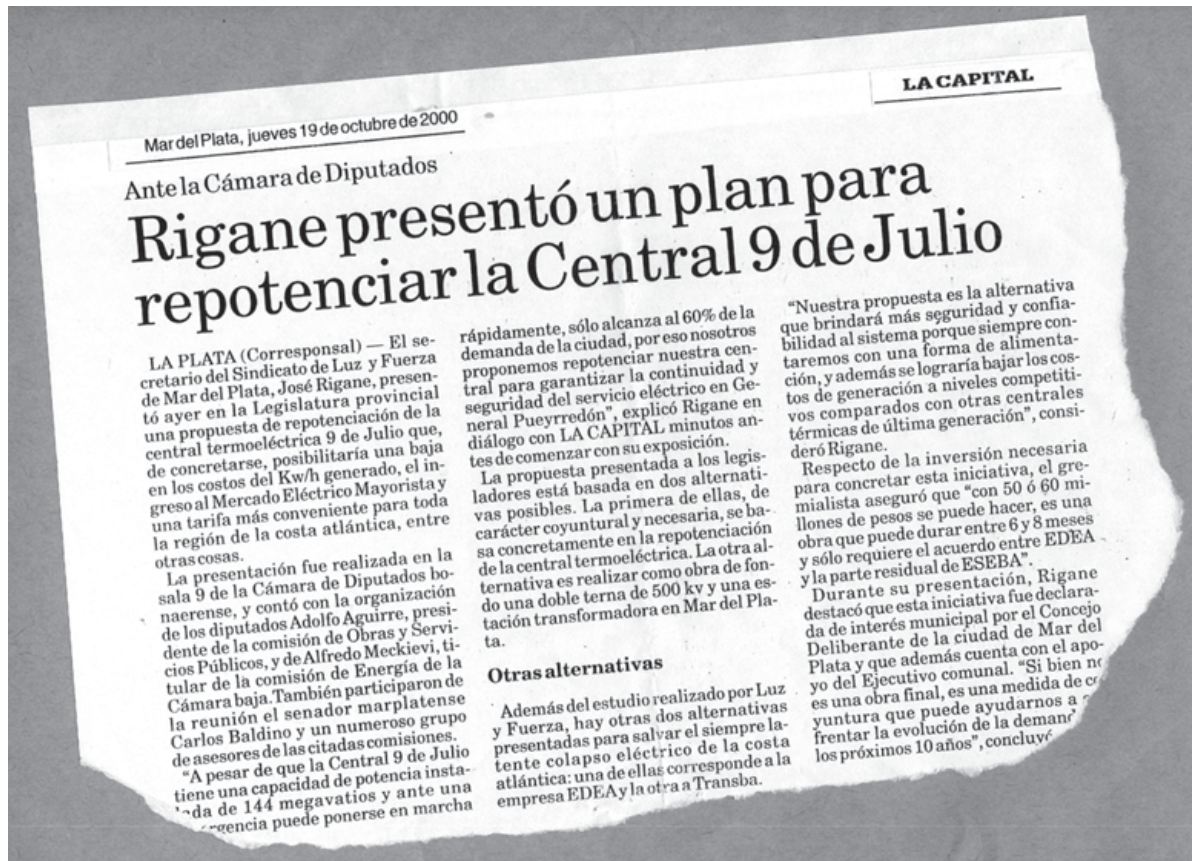 LA CAPITAL
Mar del Plata, jueves 19 de octubre de 2000
Ante la Cámara de Diputados
Rigane presentó un plan para
repotenciar la Central 9 de Julio
LA PLATA (Corresponsal) — El se-
cretario del Sindicato de Luz y Fuerza
de Mar del Plata, José Rigane, presen-
tó ayer en la Legislatura provincial
una propuesta de repotenciación de la
central termoeléctrica 9 de Julio que,
de concretarse, posibilitaría una baja
en los costos del Kw/h generado, el in-
greso al Mercado Eléctrico Mayorista y
una tarifa más conveniente para toda
la región de la costa atlántica, entre
otras cosas.
La presentación fue realizada en la
sala 9 de la Cámara de Diputados bo-
naerense, y contó con la organización
de los diputados Adolfo Aguirre, presi-
dente de la comisión de Obras y Servi-
cios Públicos, y de Alfredo Meckievi, ti-
tular de la comisión de Energía de la
Cámara baja. También participaron de
la reunión el senador marplatense
Carlos Baldino y un numeroso grupo
de asesores de las citadas comisiones.
"A pesar de que la Central 9 de Julio
tiene una capacidad de potencia insta-
da de 144 megavatios y ante una
rgencia puede ponerse en marcha
rápidamente, sólo alcanza al 60% de la
demanda de la ciudad, por eso nosotros
proponemos repotenciar nuestra cen-
tral para garantizar la continuidad y
seguridad del servicio eléctrico en Ge-
neral Pueyrredón", explicó Rigane en
diálogo con LA CAPITAL minutos an-
tes de comenzar con su exposición.
La propuesta presentada a los legis-
ladores está basada en dos alternati-
vas posibles. La primera de ellas, de
carácter coyuntural y necesaria, se ba-
sa concretamente en la repotenciación
de la central termoeléctrica. La otra al-
ternativa es realizar como obra de fon-
do una doble terna de 500 kv y una es-
tación transformadora en Mar del Pla-
ta.
Otras alternativas
Además del estudio realizado por Luz
y Fuerza, hay otras dos alternativas
presentadas para salvar el siempre la-
tente colapso eléctrico de la costa
atlántica: una de ellas corresponde a la
empresa EDEA y la otra a Transba.
"Nuestra propuesta es la alternativa
que brindará más seguridad y confia-
bilidad al sistema porque siempre con-
taremos con una forma de alimenta-
ción, y además se lograría bajar los cos-
tos de generación a niveles competiti-
vos comparados con otras centrales
térmicas de última generación", consi-
deró Rigane.
Respecto de la inversión necesaria
para concretar esta iniciativa, el gre-
mialista aseguró que "con 50 ó 60 mi-
llones de pesos se puede hacer, es una
obra que puede durar entre 6 y 8 meses
y sólo requiere el acuerdo entre EDEA
y la parte residual de ESEBA".
Durante su presentación, Rigane
destacó que esta iniciativa fue declara-
da de interés municipal por el Concejo
Deliberante de la ciudad de Mar del
Plata y que además cuenta con el apo-
yo del Ejecutivo comunal. "Si bien no
es una obra final, es una medida de co
yuntura que puede ayudarnos a
frentar la evolución de la demand
los próximos 10 años", concluyó